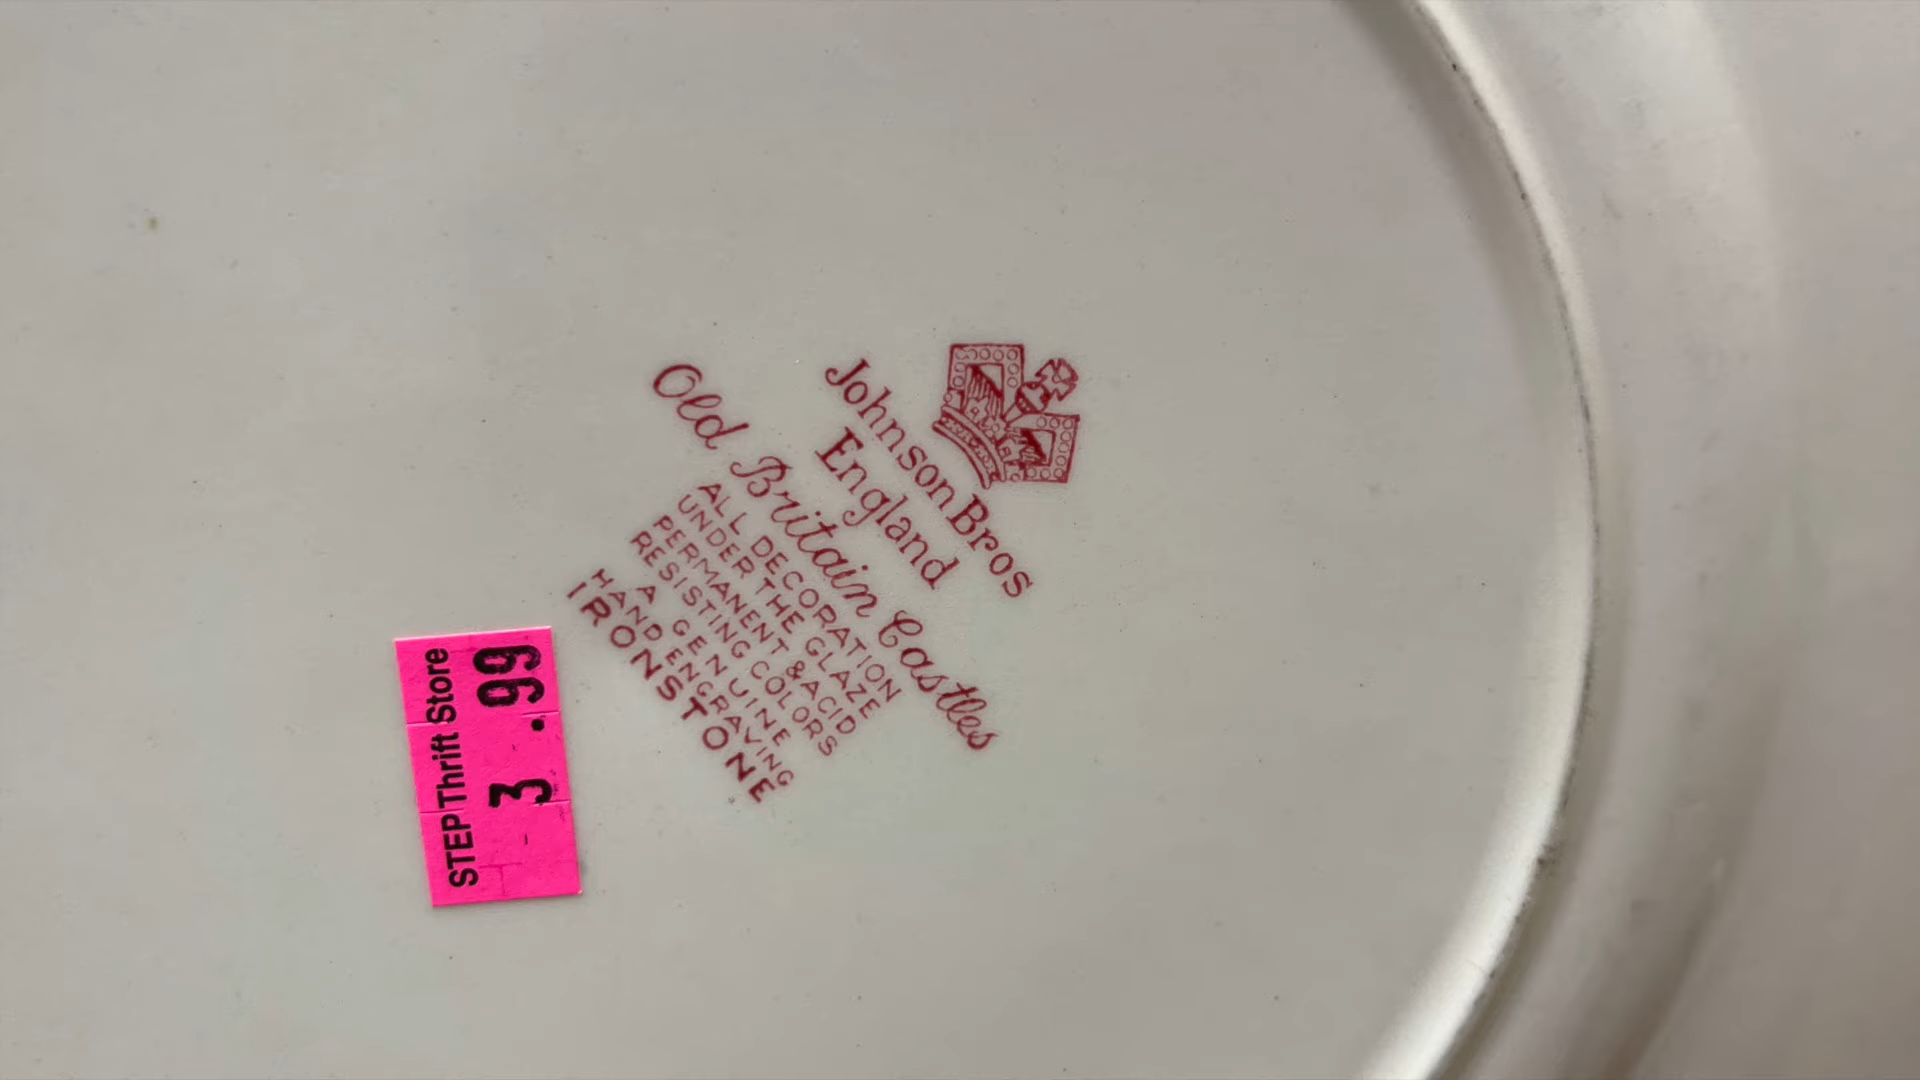 Johnson Bros
England
Old Britain Castles
ALL DECORATION
UNDER THE GLAZE
PERMANENT & ACID
RESISTING COLORS
A GENUINE
HAND ENGRAVING
IRONSTONE
STEP Thrift Store
3.99